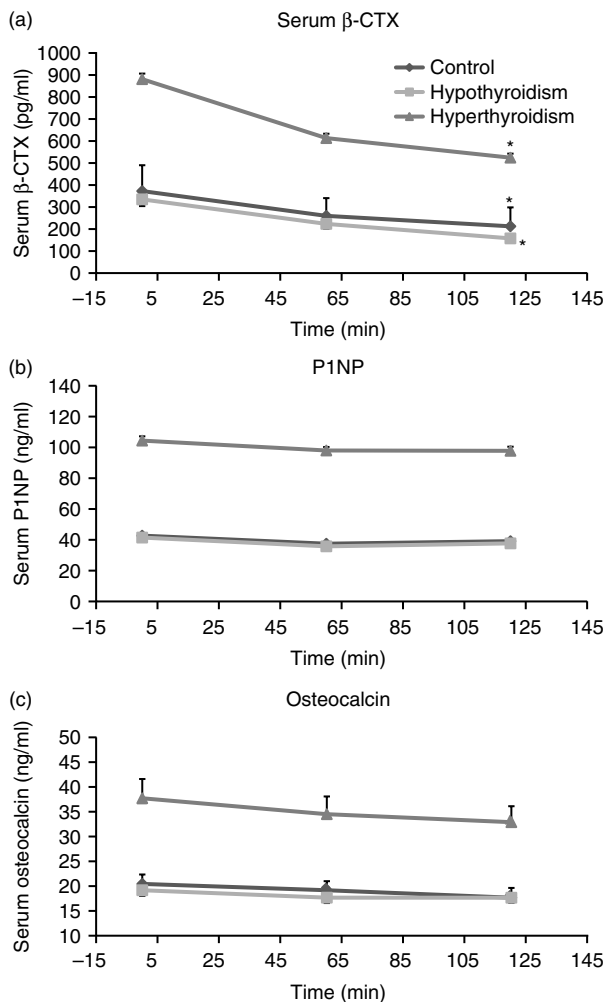 (a) Serum β-CTX
Serum β-CTX (pg/ml)
1000
900
800
700
600
500
400
300
200
100
0
Control
Hypothyroidism
Hyperthyroidism
*
*
*
–15 5 25 45 65 85 105 125 145
Time (min)
(b) P1NP
Serum P1NP (ng/ml)
140
120
100
80
60
40
20
0
–15 5 25 45 65 85 105 125 145
Time (min)
(c) Osteocalcin
Serum osteocalcin (ng/ml)
50
45
40
35
30
25
20
15
10
–15 5 25 45 65 85 105 125 145
Time (min)